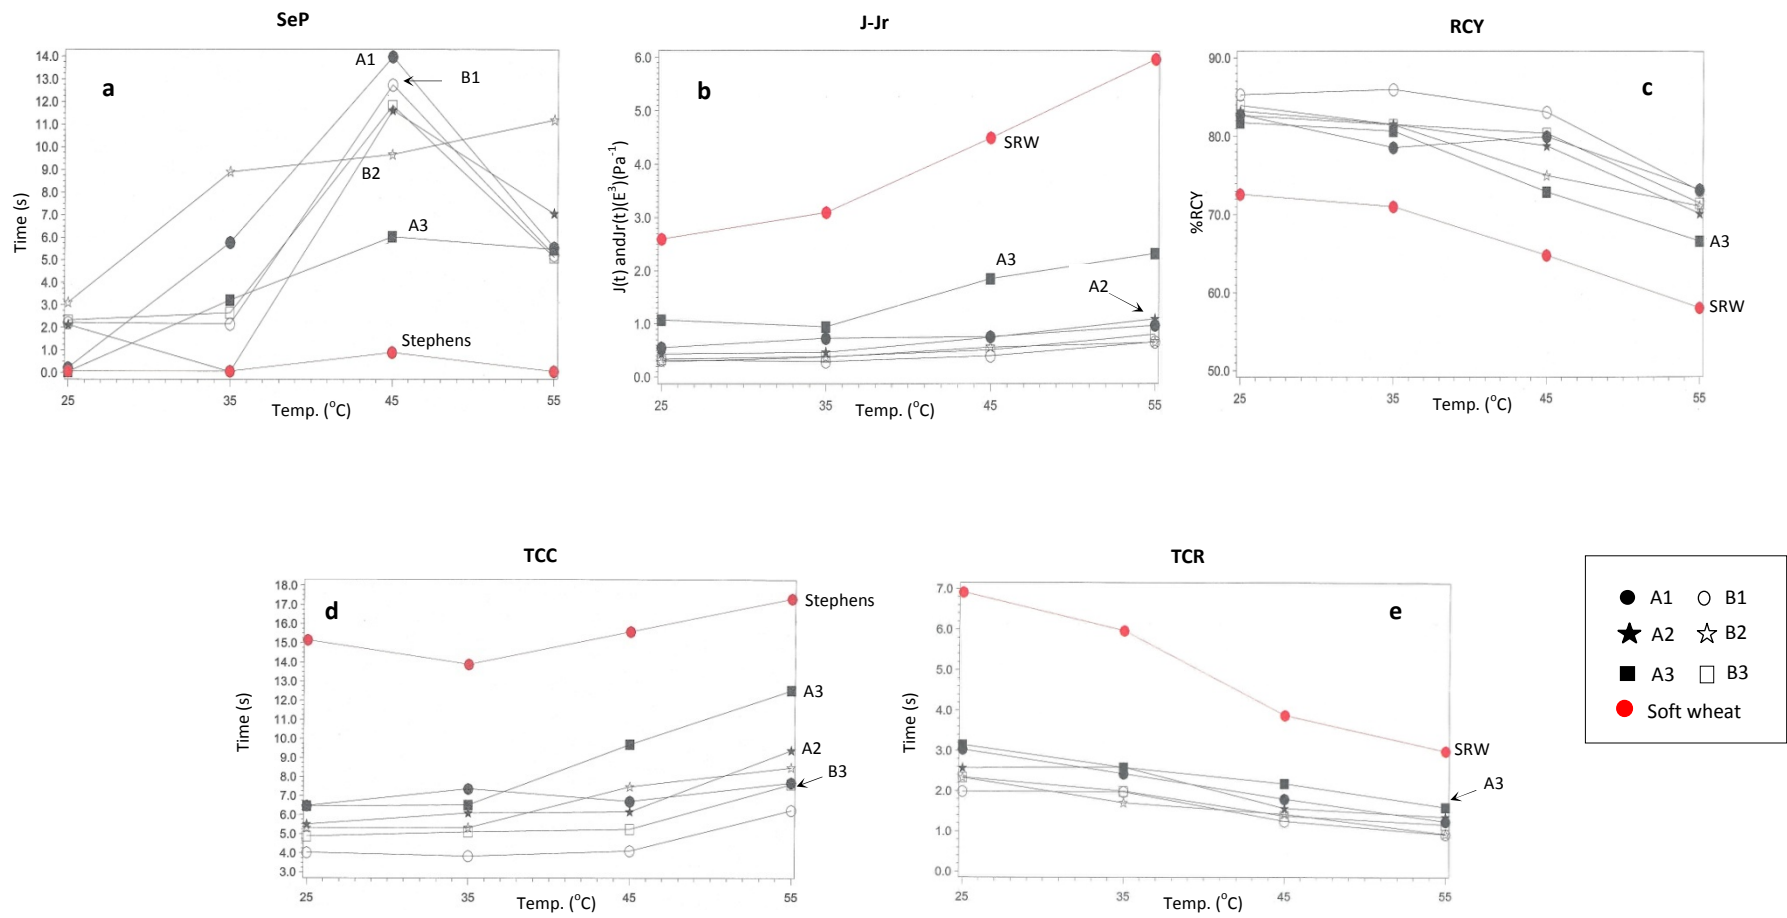 SeP
14.0
13.0
12.0
11.0
10.0
9.0
8.0
7.0
6.0
5.0
4.0
3.0
2.0
1.0
0.0
Time (s)
a
A1
B1
B2
A3
Stephens
25
35
45
55
Temp. (°C)
J-Jr
6.0
5.0
4.0
3.0
2.0
1.0
0.0
J(t) andJr(t)(E³)(Pa⁻¹)
b
SRW
A3
A2
25
35
45
55
Temp. (°C)
RCY
90.0
80.0
70.0
60.0
50.0
%RCY
c
A3
SRW
25
35
45
55
Temp. (°C)
TCC
18.0
17.0
16.0
15.0
14.0
13.0
12.0
11.0
10.0
9.0
8.0
7.0
6.0
5.0
4.0
3.0
Time (s)
d
Stephens
A3
A2
B3
25
35
45
55
Temp. (°C)
TCR
7.0
6.0
5.0
4.0
3.0
2.0
1.0
0.0
Time (s)
e
SRW
A3
25
35
45
55
Temp. (°C)
A1 B1
A2 B2
A3 B3
Soft wheat